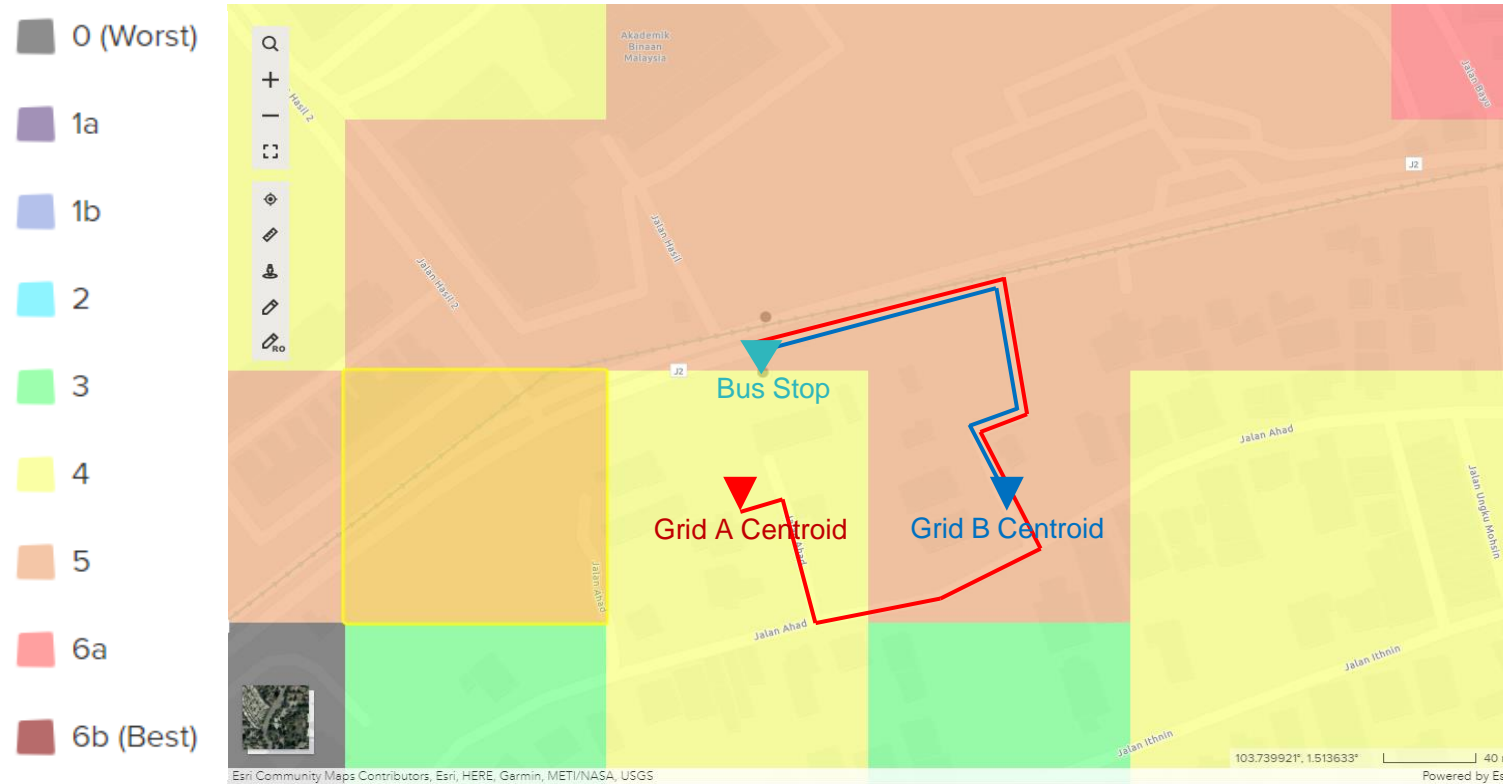 0 (Worst)
1a
1b
2
3
4
5
6a
6b (Best)
Akademik
Binaan
Malaysia
Hasil 2
Jalan Bayu
J2
Jalan Hasil
Jalan Hasil 2
RO
J2
Bus Stop
Jalan Ahad
Jalan Ungku Mohsin
Grid A Centroid
Grid B Centroid
Ahad
Jalan Ahad
Jalan Ahad
Jalan Ithnin
Jalan Ithnin
103.739921°, 1.513633°
40
Esri Community Maps Contributors, Esri, HERE, Garmin, METI/NASA, USGS
Powered by Es